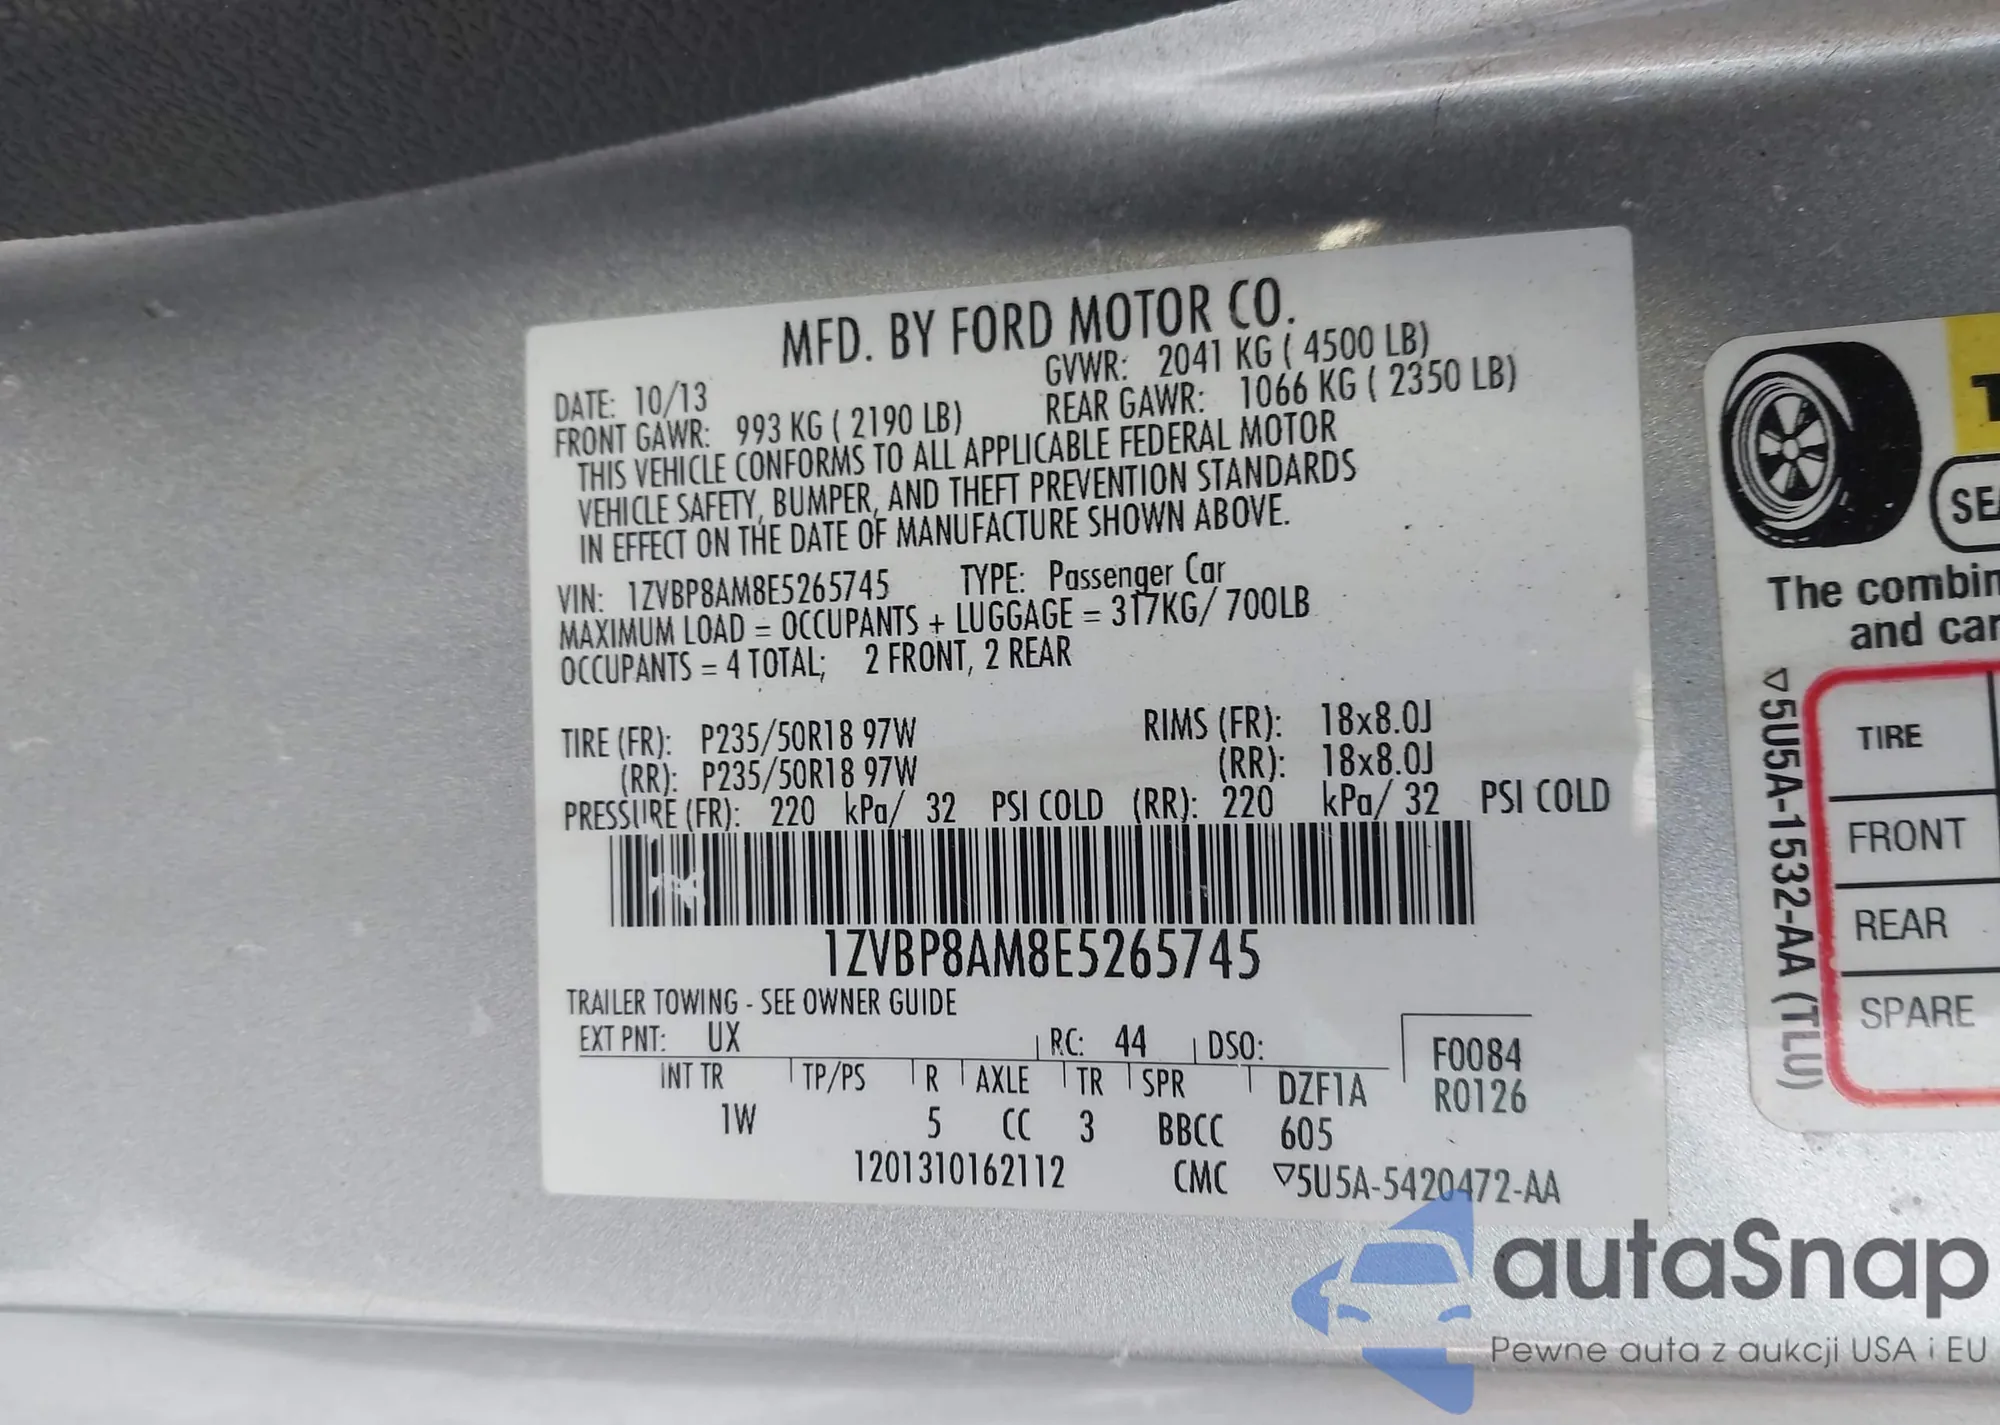 MFD. BY FORD MOTOR CO.
DATE: 10/13 GVWR: 2041 KG ( 4500 LB)
FRONT GAWR: 993 KG ( 2190 LB) REAR GAWR: 1066 KG ( 2350 LB)
THIS VEHICLE CONFORMS TO ALL APPLICABLE FEDERAL MOTOR
VEHICLE SAFETY, BUMPER, AND THEFT PREVENTION STANDARDS
IN EFFECT ON THE DATE OF MANUFACTURE SHOWN ABOVE.
VIN: 1ZVBP8AM8E5265745 TYPE: Passenger Car
MAXIMUM LOAD = OCCUPANTS + LUGGAGE = 317KG/ 700LB
OCCUPANTS = 4 TOTAL; 2 FRONT, 2 REAR
TIRE (FR): P235/50R18 97W RIMS (FR): 18x8.0J
(RR): P235/50R18 97W (RR): 18x8.0J
PRESSURE (FR): 220 kPa/ 32 PSI COLD (RR): 220 kPa/ 32 PSI COLD
1ZVBP8AM8E5265745
TRAILER TOWING - SEE OWNER GUIDE
EXT PNT: UX RC: 44 DSO: F0084
INT TR TP/PS R AXLE TR SPR DZF1A R0126
1W 5 CC 3 BBCC 605
1201310162112 CMC ▽5U5A-5420472-AA
The combin
and car
▽5U5A-1532-AA (TLU)
TIRE
FRONT
REAR
SPARE
autaSnap
Pewne auta z aukcji USA i EU